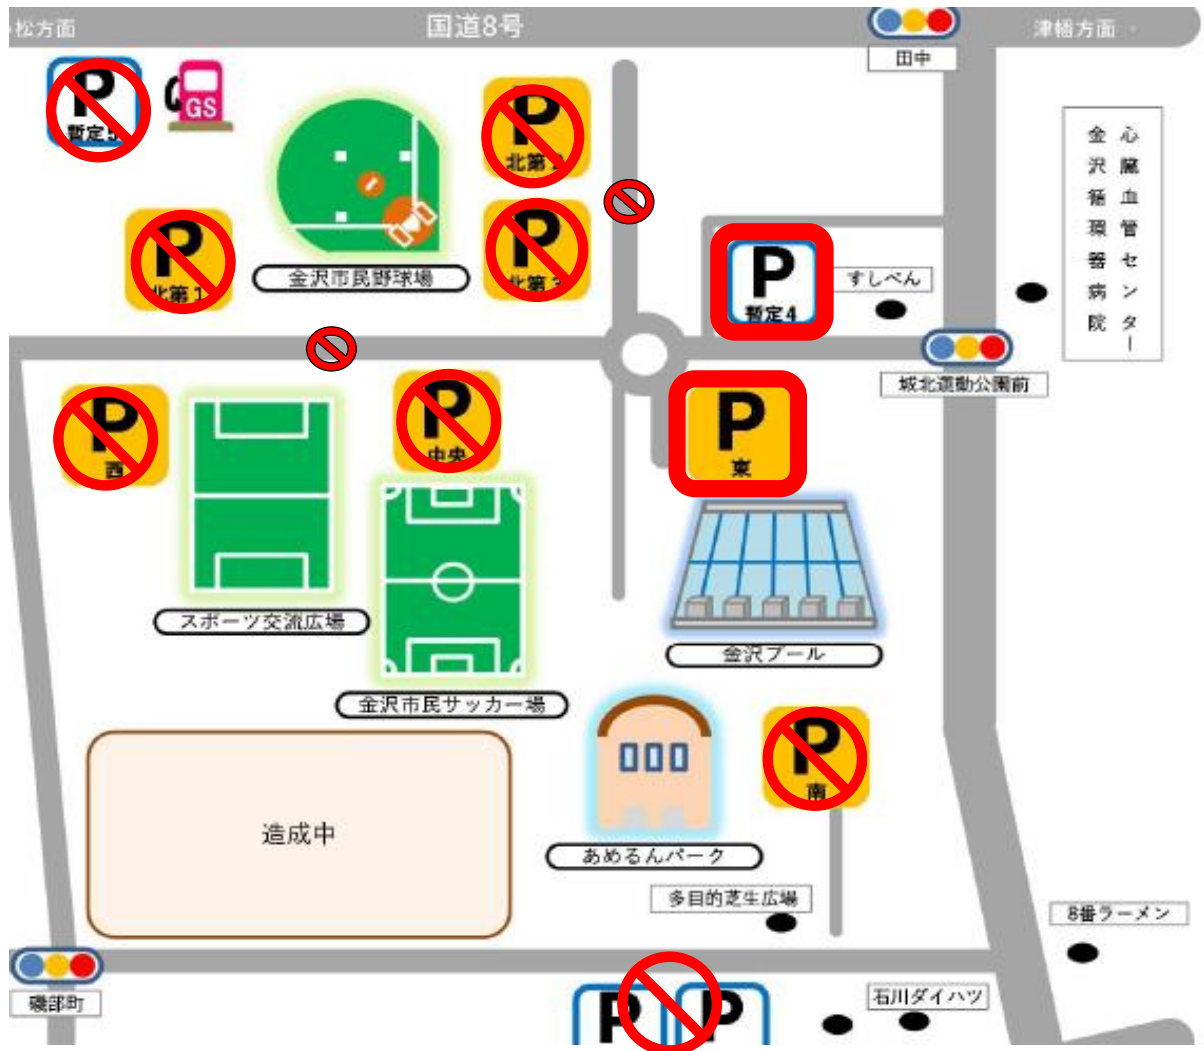 松方面
国道8号
津幡方面
田中
P
暫定5
GS
P
北第2
P
北第1
P
北第3
金沢市民野球場
P
暫定4
すしべん
金沢循環器病院
心臓血管センター
城北運動公園前
P
西
P
中央
P
東
スポーツ交流広場
金沢市民サッカー場
金沢プール
P
南
造成中
あめるんパーク
多目的芝生広場
8番ラーメン
磯部町
P
P
石川ダイハツ